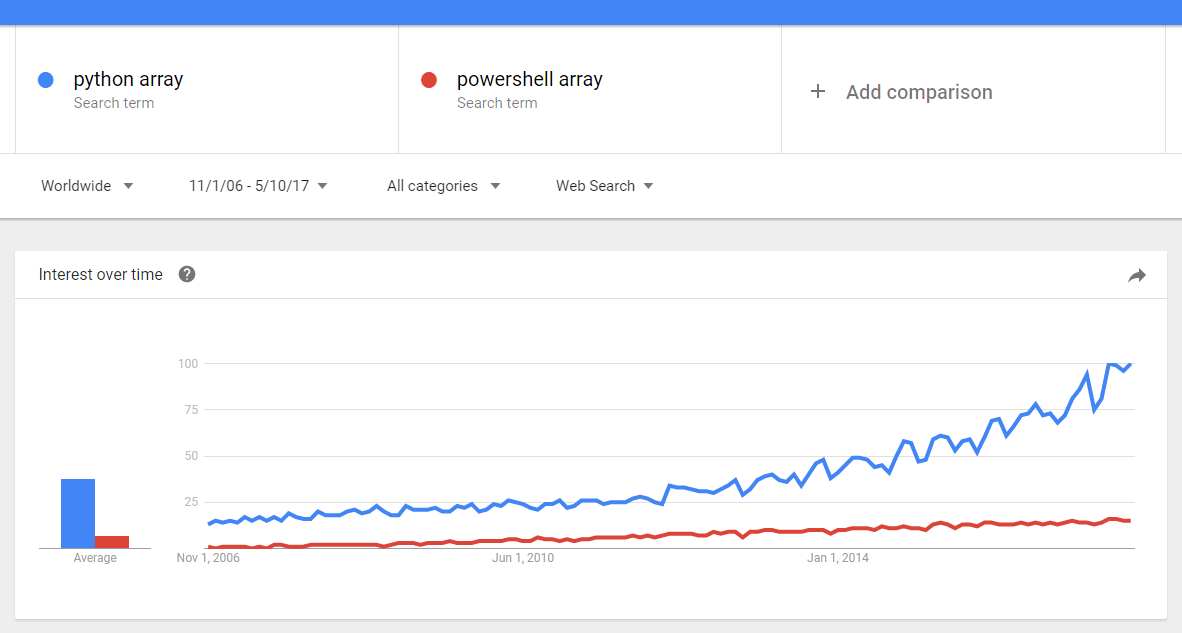 python array
Search term
powershell array
Search term
+ Add comparison
Worldwide
11/1/06 - 5/10/17
All categories
Web Search
Interest over time ?
100
75
50
25
Average
Nov 1, 2006
Jun 1, 2010
Jan 1, 2014